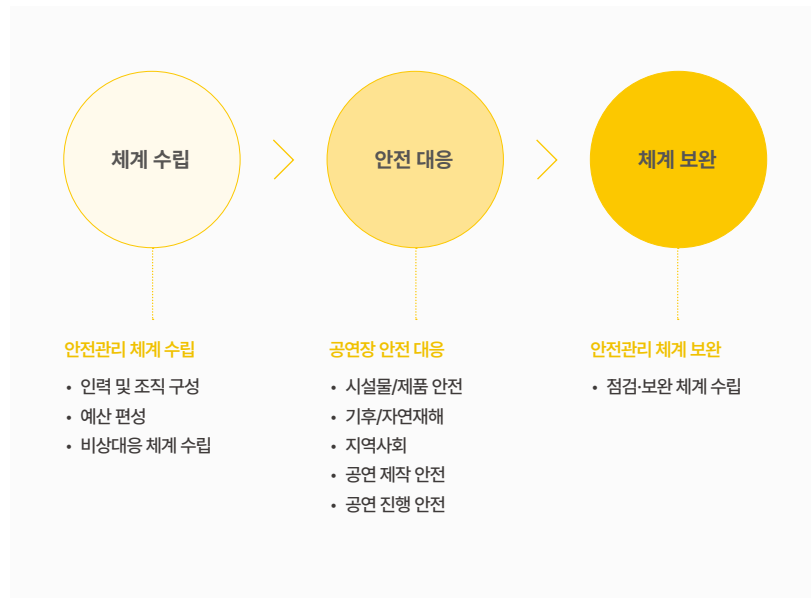 체계 수립
안전 대응
체계 보완
안전관리 체계 수립
• 인력 및 조직 구성
• 예산 편성
• 비상대응 체계 수립
공연장 안전 대응
• 시설물/제품 안전
• 기후/자연재해
• 지역사회
• 공연 제작 안전
• 공연 진행 안전
안전관리 체계 보완
• 점검·보완 체계 수립